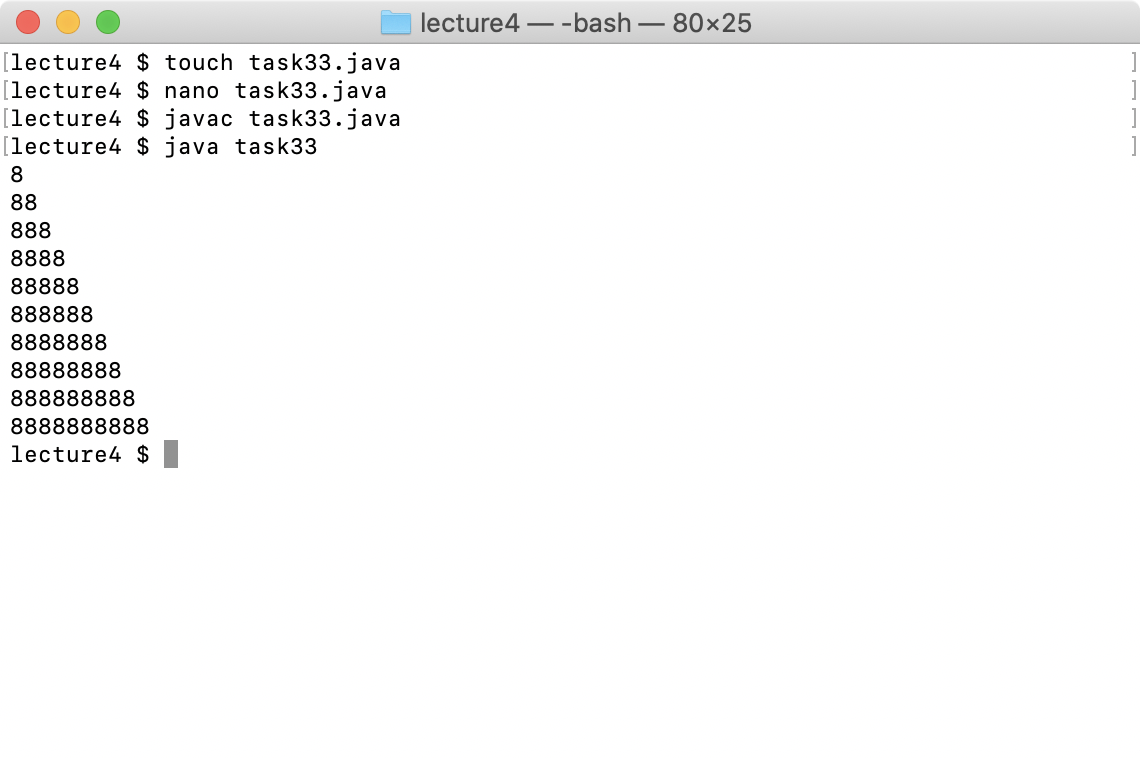 lecture4 — -bash — 80×25
[lecture4 $ touch task33.java ]
[lecture4 $ nano task33.java ]
[lecture4 $ javac task33.java ]
[lecture4 $ java task33 ]
8
88
888
8888
88888
888888
8888888
88888888
888888888
8888888888
lecture4 $